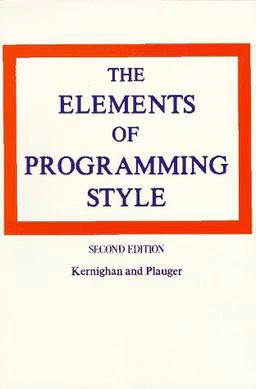 THE
ELEMENTS
OF
PROGRAMMING
STYLE
SECOND EDITION
Kernighan and Plauger